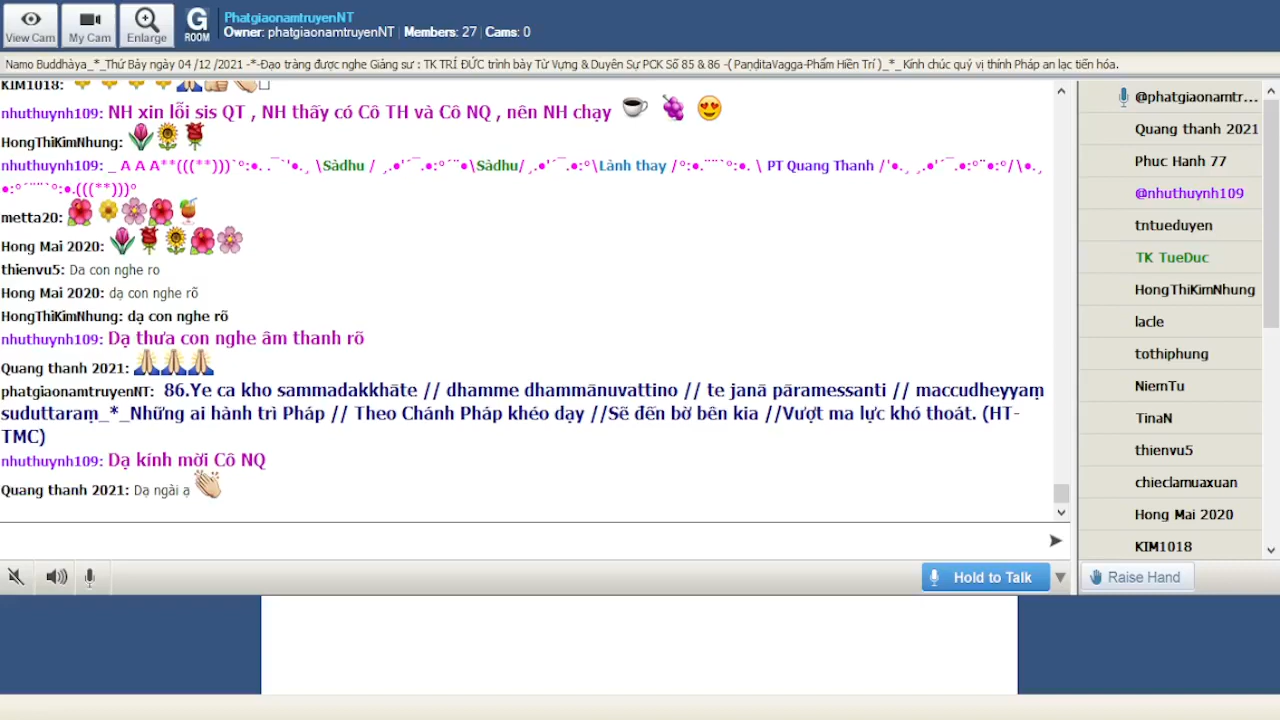 View Cam
My Cam
Enlarge
G
ROOM
PhatgiaonamtruyenNT
Owner: phatgiaonamtruyenNT | Members: 27 | Cams: 0
Namo Buddhàya_*_Thứ Bảy ngày 04 /12 /2021 -*-Đạo tràng được nghe Giảng sư : TK TRÍ ĐỨC trình bày Từ Vựng & Duyên Sự PCK Số 85 & 86 -( PaṇḍitaVagga-Phẩm Hiền Trí )_*_ Kính chúc quý vị thính Pháp an lạc tiến hóa.
KIM1018:
nhuthuynh109: NH xin lỗi sis QT , NH thấy có Cô TH và Cô NQ , nên NH chạy
HongThiKimNhung:
nhuthuynh109: _ A A A**(((**)))`°:•. .¯`'•.¸ \Sàdhu / ¸.•'´¯.•:°´¨•\Sàdhu/¸.•'´¯.•:°\Lành thay /°:•.¨¨`°:•. \ PT Quang Thanh /'•.¸ ¸.•'´¯.•:°¨•:°/\•.¸
•:°´¨¨`°:•.(((**)))°
metta20:
Hong Mai 2020:
thienvu5: Da con nghe ro
Hong Mai 2020: dạ con nghe rõ
HongThiKimNhung: dạ con nghe rõ
nhuthuynh109: Dạ thưa con nghe âm thanh rõ
Quang thanh 2021:
phatgiaonamtruyenNT: 86.Ye ca kho sammadakkhāte // dhamme dhammānuvattino // te janā pāramessanti // maccudheyyaṃ
suduttaraṃ_*_Những ai hành trì Pháp // Theo Chánh Pháp khéo dạy //Sẽ đến bờ bên kia //Vượt ma lực khó thoát. (HT-
TMC)
nhuthuynh109: Dạ kính mời Cô NQ
Quang thanh 2021: Dạ ngài ạ
@phatgiaonamtr...
Quang thanh 2021
Phuc Hanh 77
@nhuthuynh109
tntueduyen
TK TueDuc
HongThiKimNhung
lacle
tothiphung
NiemTu
TinaN
thienvu5
chieclamuaxuan
Hong Mai 2020
KIM1018
Hold to Talk
Raise Hand